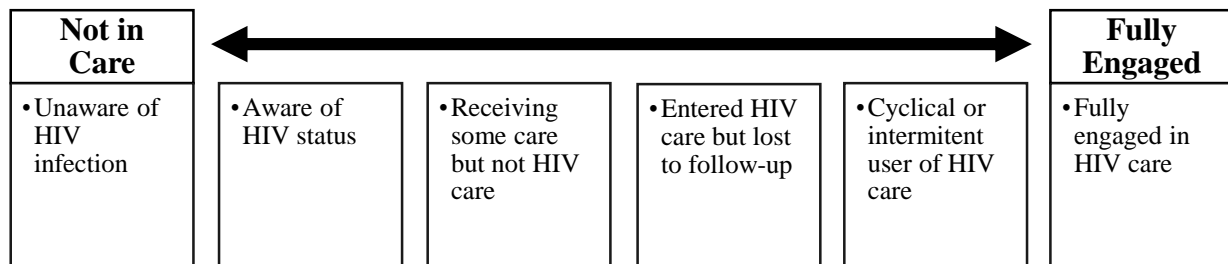 Not in
Care
Fully
Engaged
•Unaware of
HIV
infection
•Aware of
HIV status
•Receiving
some care
but not HIV
care
•Entered HIV
care but lost
to follow-up
•Cyclical or
intermitent
user of HIV
care
•Fully
engaged in
HIV care